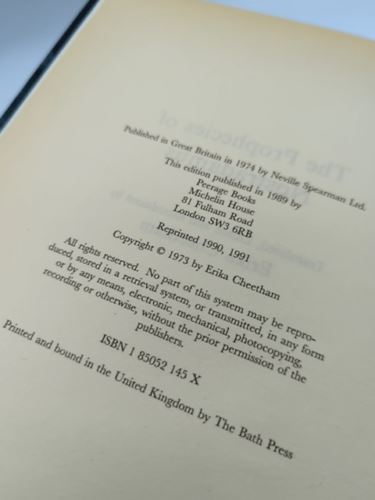 Published in Great Britain in 1974 by Neville Spearman Ltd.
This edition published in 1989 by
Peerage Books
Michelin House
81 Fulham Road
London SW3 6RB
Reprinted 1990, 1991
Copyright © 1973 by Erika Cheetham
All rights reserved. No part of this system may be repro-
duced, stored in a retrieval system, or transmitted, in any form
or by any means, electronic, mechanical, photocopying,
recording or otherwise, without the prior permission of the
publishers.
ISBN 1 85052 145 X
Printed and bound in the United Kingdom by The Bath Press
The Prophecies of